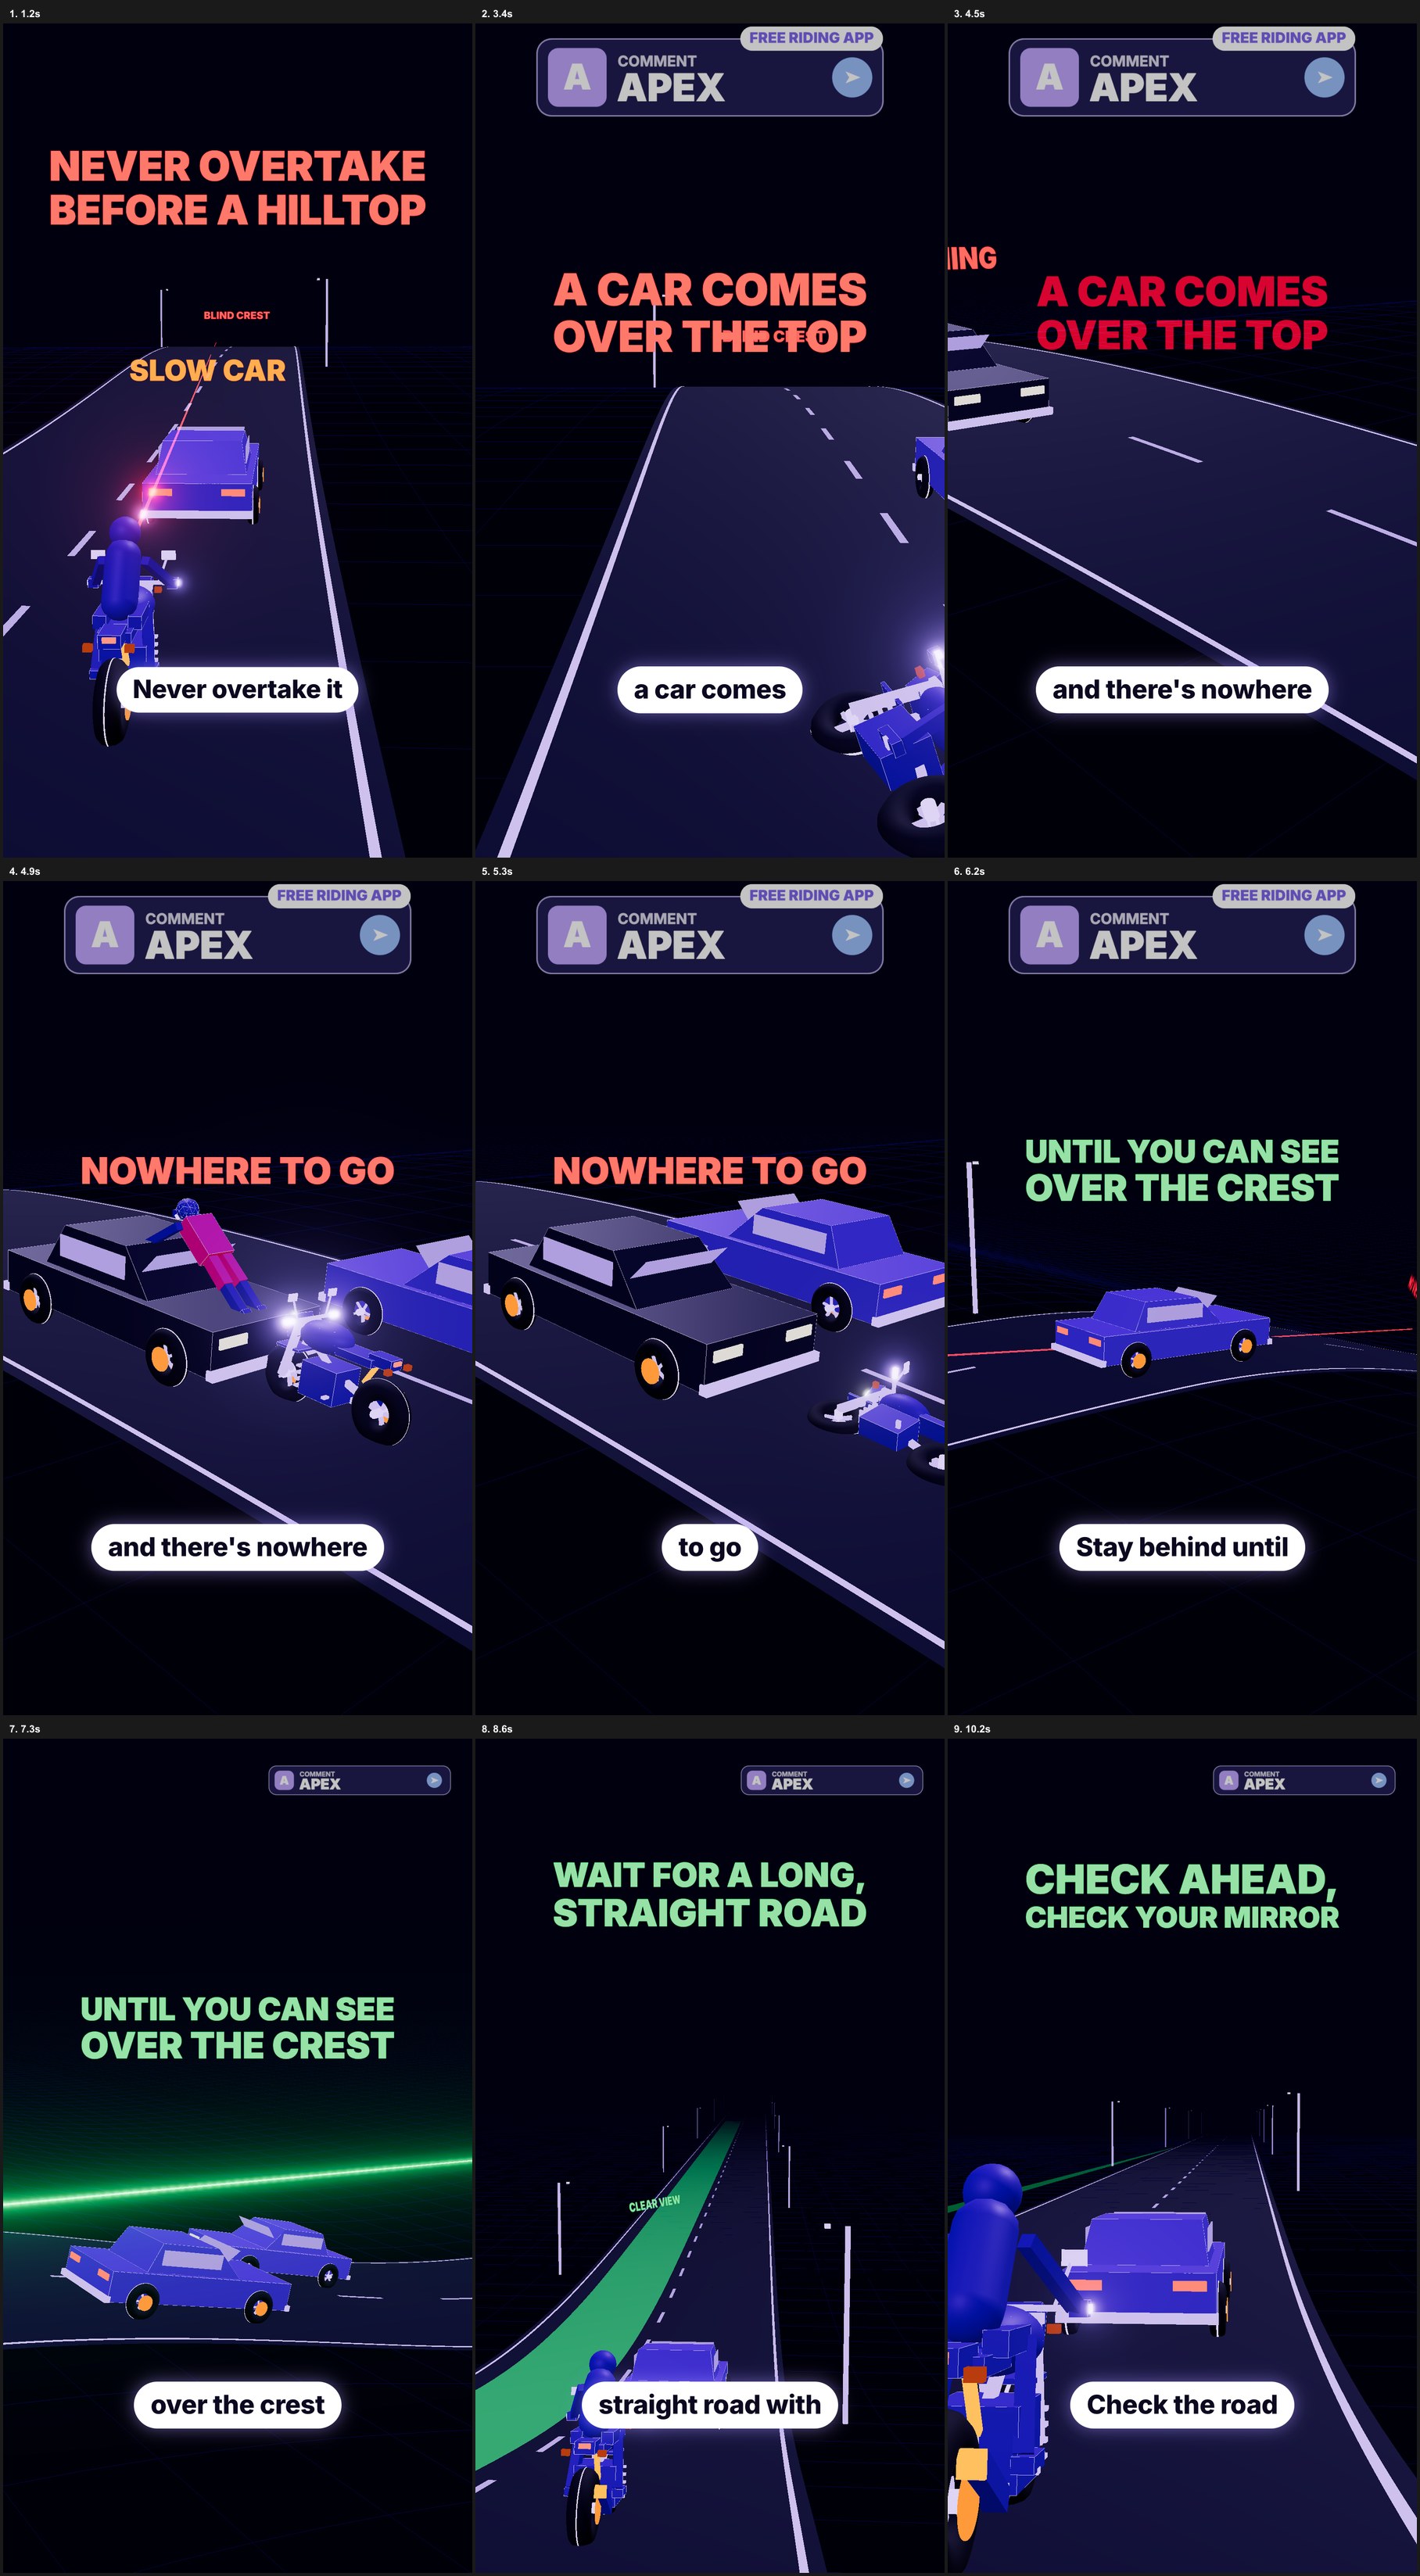 1. 1.2s
NEVER OVERTAKE
BEFORE A HILLTOP
BLIND CREST
SLOW CAR
Never overtake it
2. 3.4s
FREE RIDING APP
A
COMMENT
APEX
A CAR COMES
OVER THE TOP
BLIND CREST
a car comes
3. 4.5s
FREE RIDING APP
A
COMMENT
APEX
ING
A CAR COMES
OVER THE TOP
and there's nowhere
4. 4.9s
FREE RIDING APP
A
COMMENT
APEX
NOWHERE TO GO
and there's nowhere
5. 5.3s
FREE RIDING APP
A
COMMENT
APEX
NOWHERE TO GO
to go
6. 6.2s
FREE RIDING APP
A
COMMENT
APEX
UNTIL YOU CAN SEE
OVER THE CREST
Stay behind until
7. 7.3s
A
COMMENT
APEX
UNTIL YOU CAN SEE
OVER THE CREST
over the crest
8. 8.6s
A
COMMENT
APEX
WAIT FOR A LONG,
STRAIGHT ROAD
CLEAR VIEW
straight road with
9. 10.2s
A
COMMENT
APEX
CHECK AHEAD,
CHECK YOUR MIRROR
Check the road